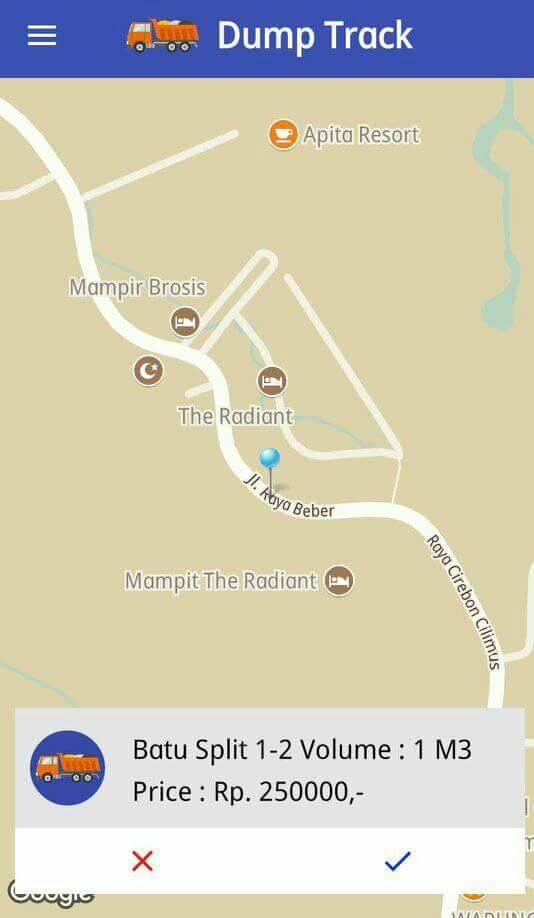 Dump Track
Apita Resort
Mampir Brosis
The Radiant
Jl. Raya Beber
Raya Cirebon Cilimus
Mampit The Radiant
Batu Split 1-2 Volume : 1 M3
Price : Rp. 250000,-
Google